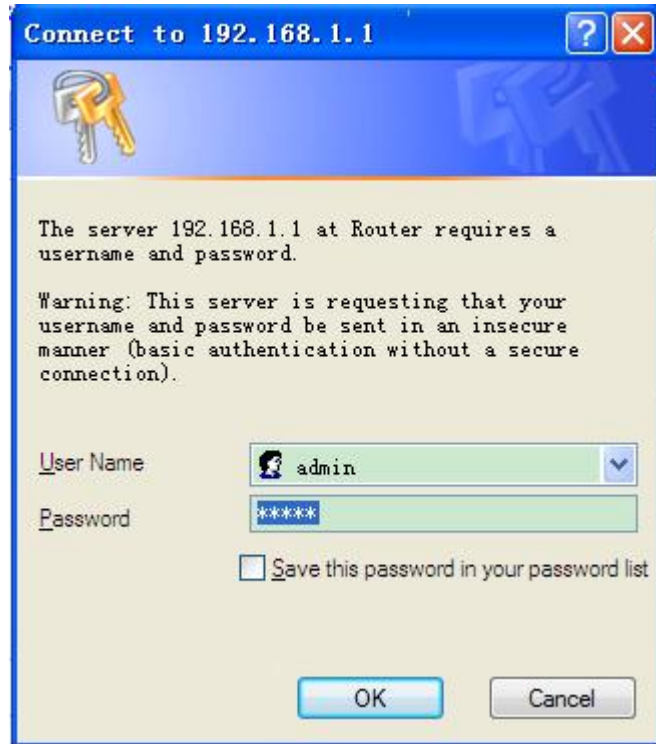 Connect to 192.168.1.1
?
The server 192.168.1.1 at Router requires a
username and password.
Warning: This server is requesting that your
username and password be sent in an insecure
manner (basic authentication without a secure
connection).
User Name
admin
Password
*****
Save this password in your password list
OK
Cancel